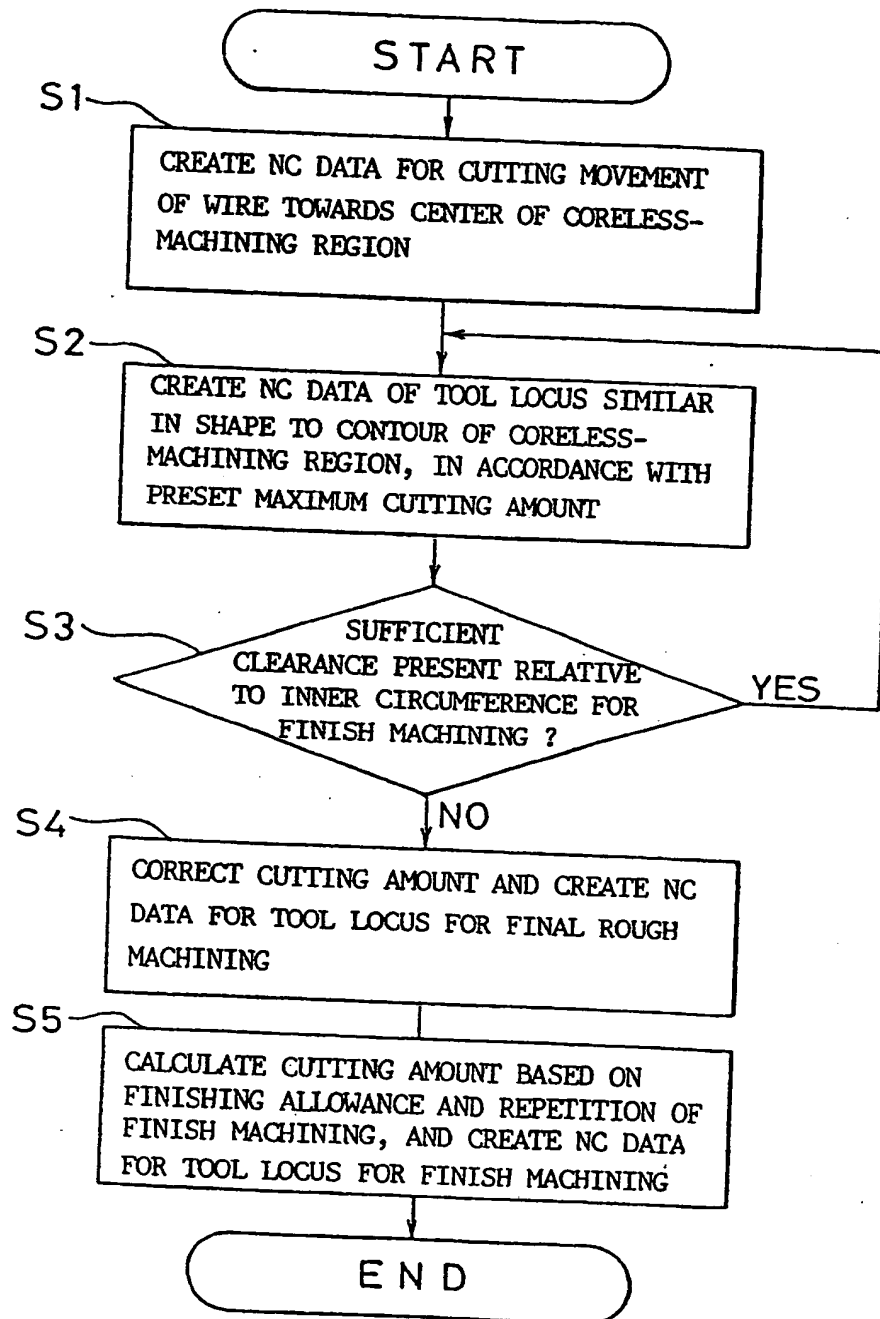 START
S1
CREATE NC DATA FOR CUTTING MOVEMENT
OF WIRE TOWARDS CENTER OF CORELESS-
MACHINING REGION
S2
CREATE NC DATA OF TOOL LOCUS SIMILAR
IN SHAPE TO CONTOUR OF CORELESS-
MACHINING REGION, IN ACCORDANCE WITH
PRESET MAXIMUM CUTTING AMOUNT
S3
SUFFICIENT
CLEARANCE PRESENT RELATIVE
TO INNER CIRCUMFERENCE FOR
FINISH MACHINING ?
YES
NO
S4
CORRECT CUTTING AMOUNT AND CREATE NC
DATA FOR TOOL LOCUS FOR FINAL ROUGH
MACHINING
S5
CALCULATE CUTTING AMOUNT BASED ON
FINISHING ALLOWANCE AND REPETITION OF
FINISH MACHINING, AND CREATE NC DATA
FOR TOOL LOCUS FOR FINISH MACHINING
END